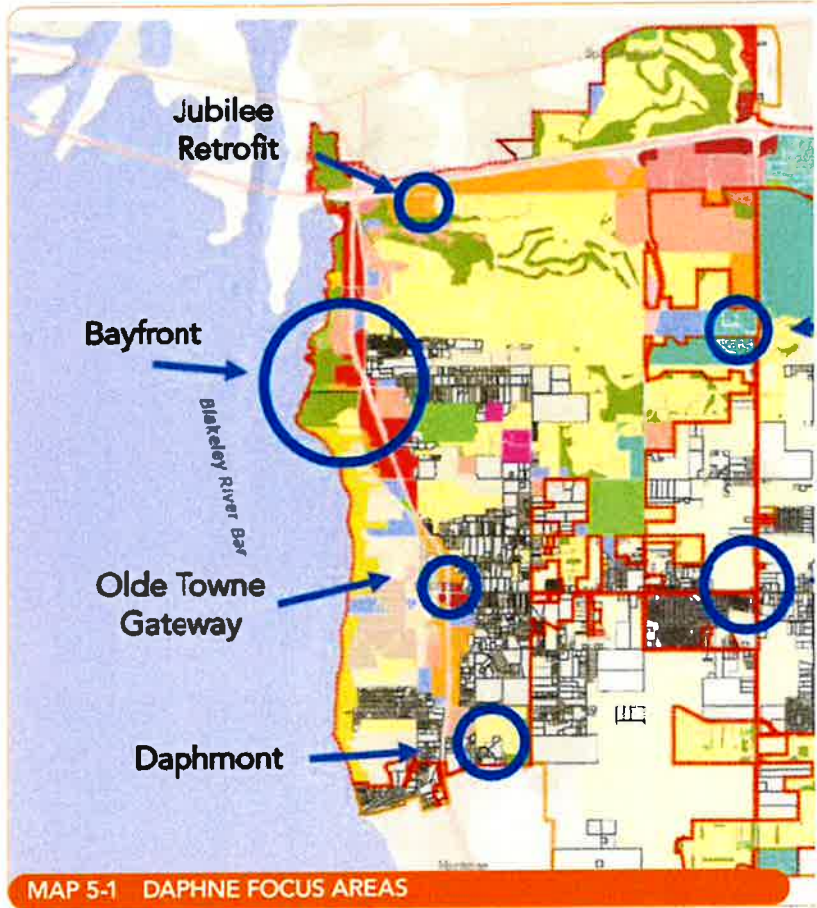 Jubilee
Retrofit
Bayfront
Blakeley River Bay
Olde Towne
Gateway
Daphmont
MAP 5-1 DAPHNE FOCUS AREAS